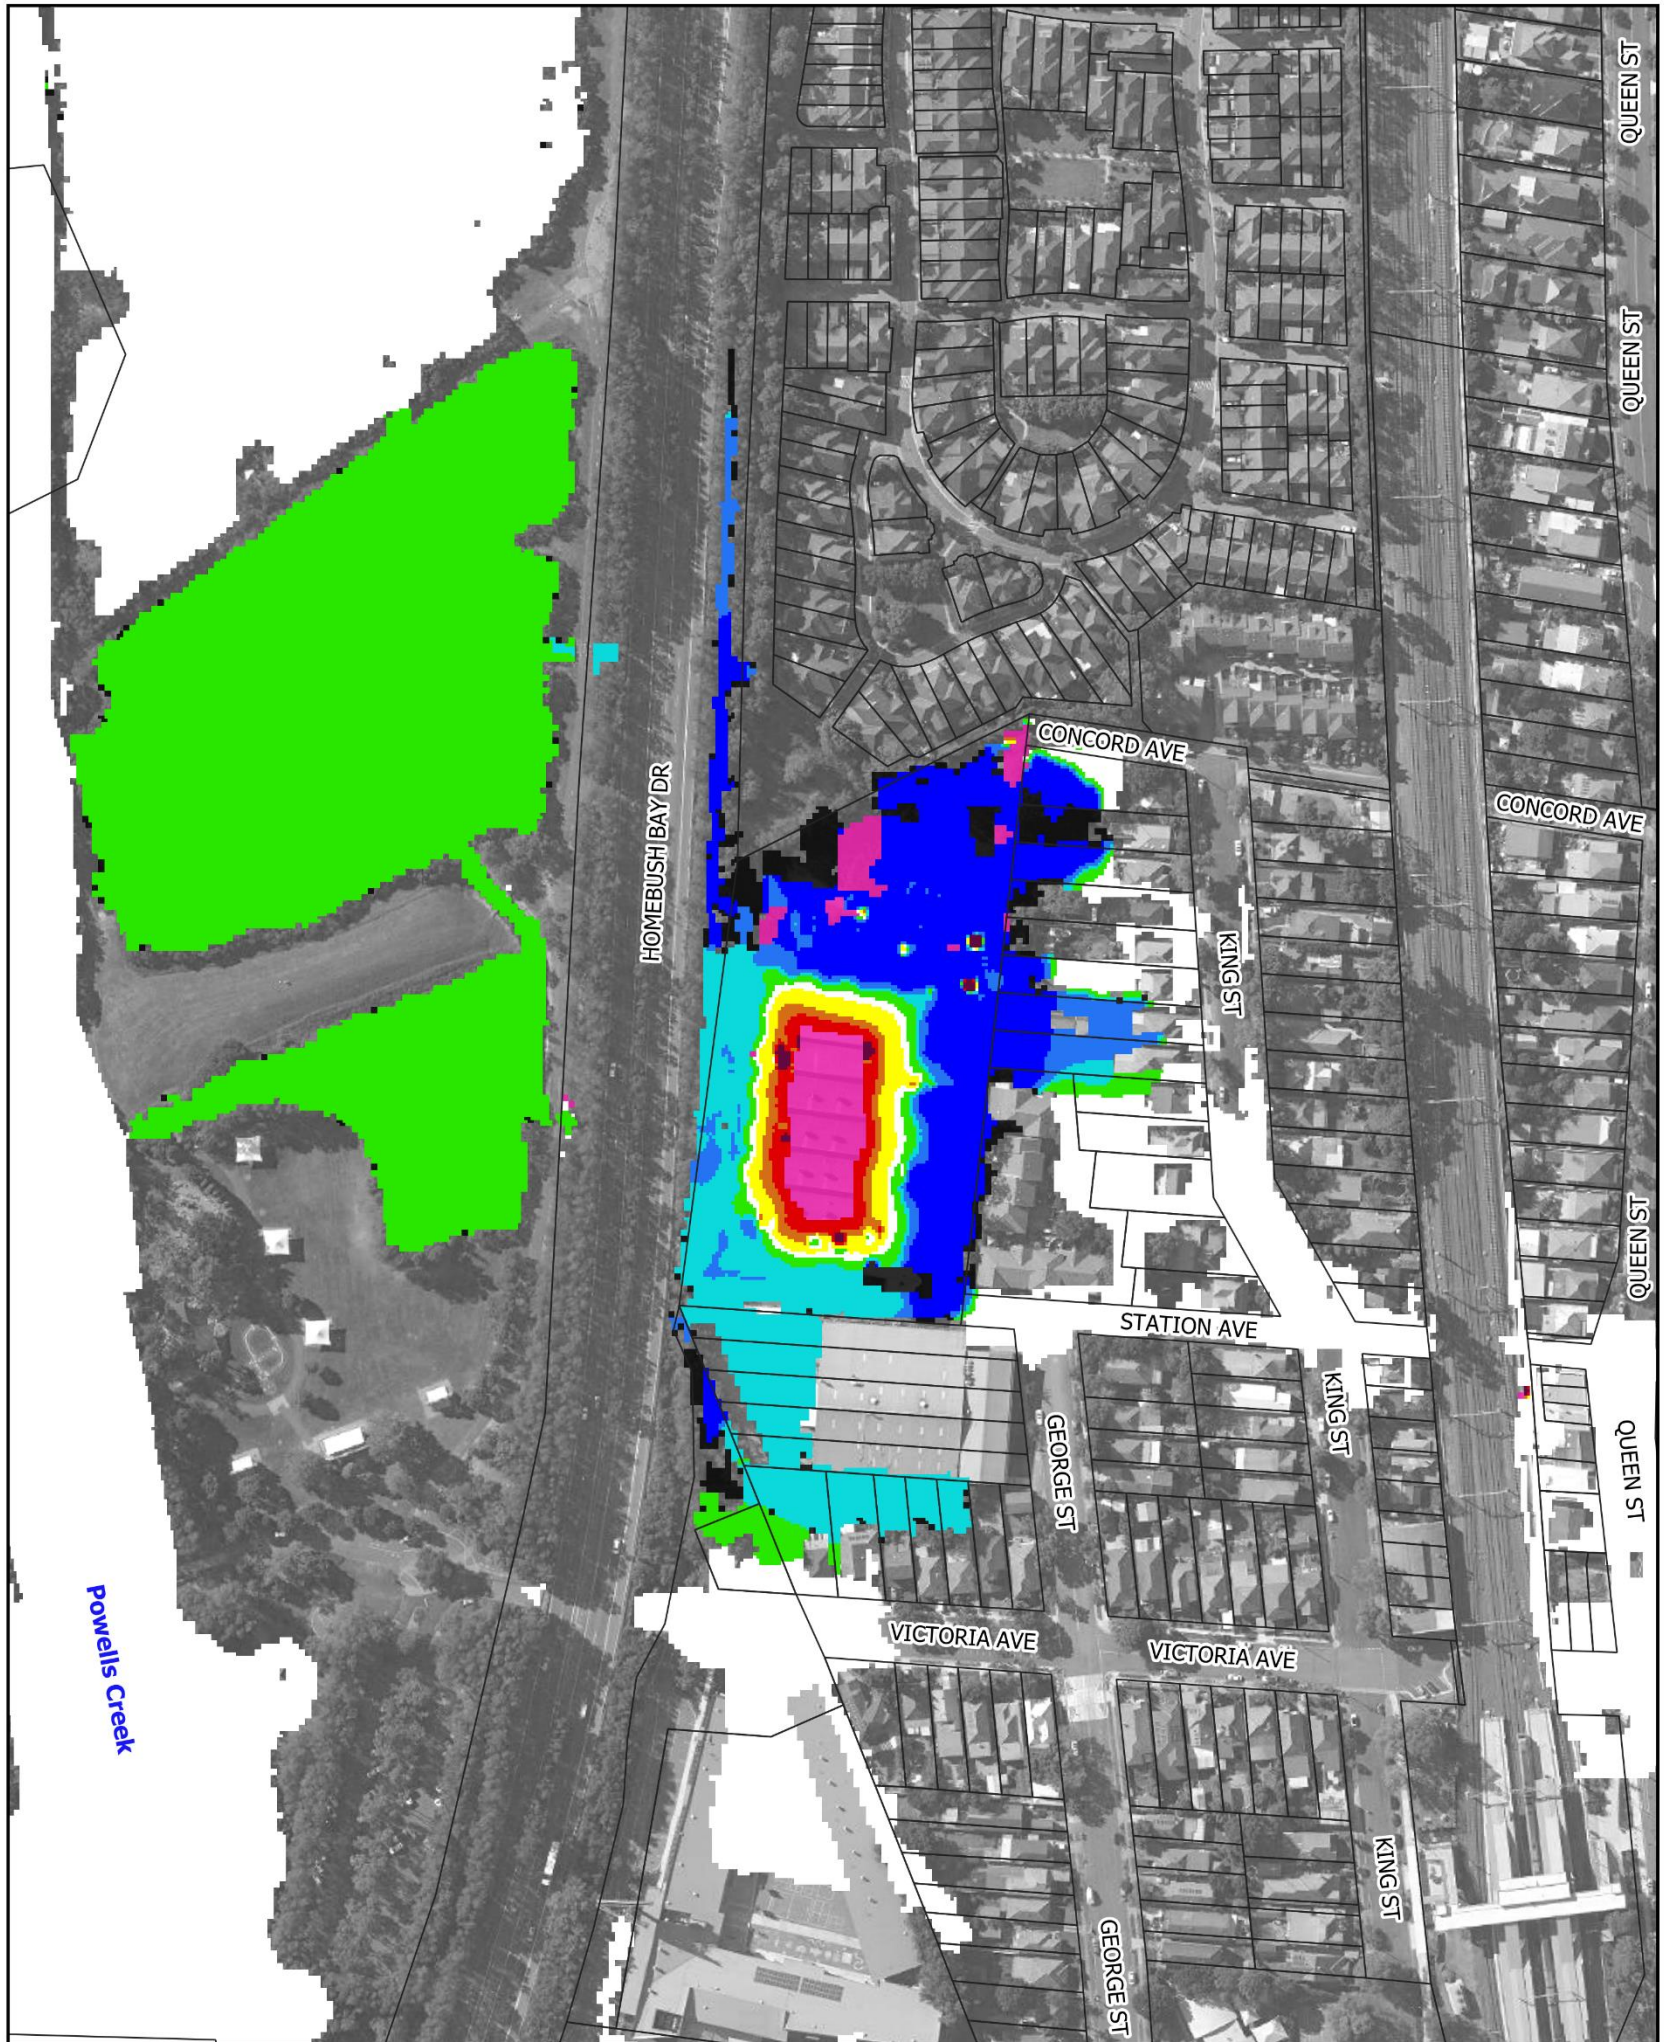 QUEEN ST
QUEEN ST
CONCORD AVE
CONCORD AVE
HOMEBUSH BAY DR
KING ST
QUEEN ST
STATION AVE
KING ST
GEORGE ST
QUEEN ST
VICTORIA AVE
VICTORIA AVE
Powells Creek
KING ST
GEORGE ST